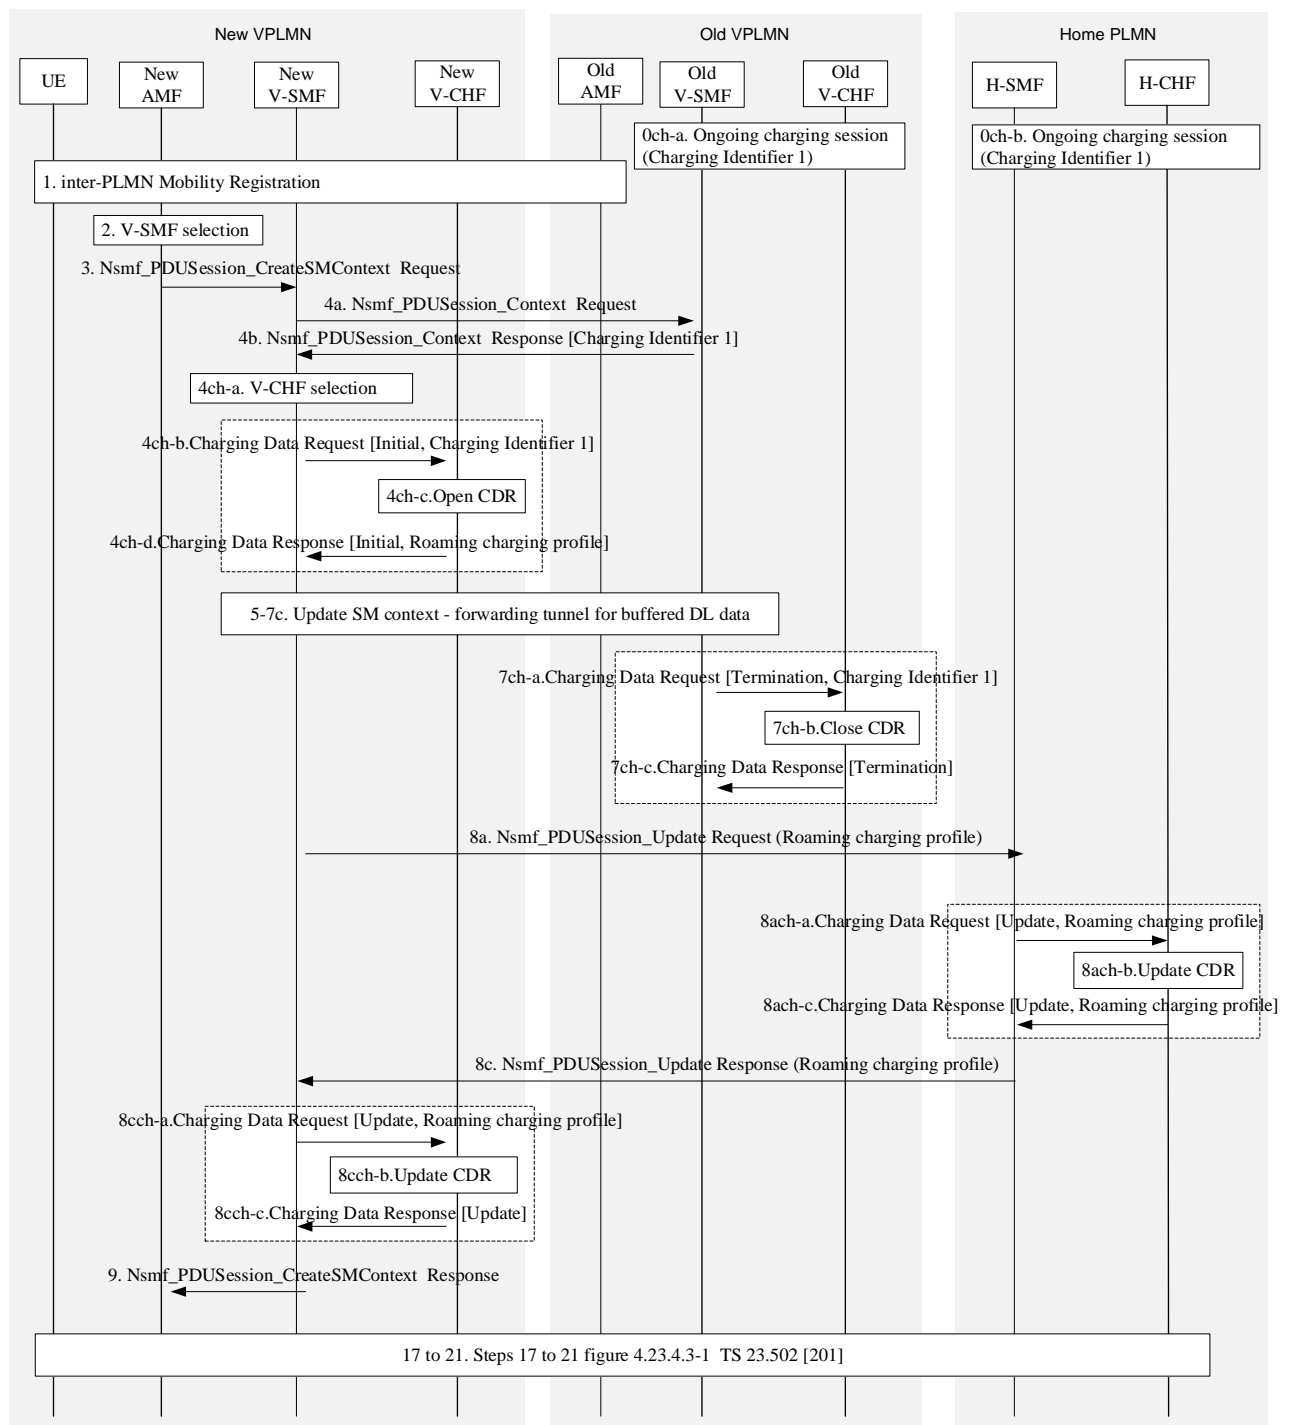 New VPLMN
Old VPLMN
Home PLMN
UE
New
AMF
New
V-SMF
New
V-CHF
Old
AMF
Old
V-SMF
Old
V-CHF
H-SMF
H-CHF
0ch-a. Ongoing charging session
(Charging Identifier 1)
0ch-b. Ongoing charging session
(Charging Identifier 1)
1. inter-PLMN Mobility Registration
2. V-SMF selection
3. Nsmf_PDUSession_CreateSMContext Request
4a. Nsmf_PDUSession_Context Request
4b. Nsmf_PDUSession_Context Response [Charging Identifier 1]
4ch-a. V-CHF selection
4ch-b.Charging Data Request [Initial, Charging Identifier 1]
4ch-c.Open CDR
4ch-d.Charging Data Response [Initial, Roaming charging profile]
5-7c. Update SM context - forwarding tunnel for buffered DL data
7ch-a.Charging Data Request [Termination, Charging Identifier 1]
7ch-b.Close CDR
7ch-c.Charging Data Response [Termination]
8a. Nsmf_PDUSession_Update Request (Roaming charging profile)
8ach-a.Charging Data Request [Update, Roaming charging profile]
8ach-b.Update CDR
8ach-c.Charging Data Response [Update, Roaming charging profile]
8c. Nsmf_PDUSession_Update Response (Roaming charging profile)
8cch-a.Charging Data Request [Update, Roaming charging profile]
8cch-b.Update CDR
8cch-c.Charging Data Response [Update]
9. Nsmf_PDUSession_CreateSMContext Response
17 to 21. Steps 17 to 21 figure 4.23.4.3-1 TS 23.502 [201]